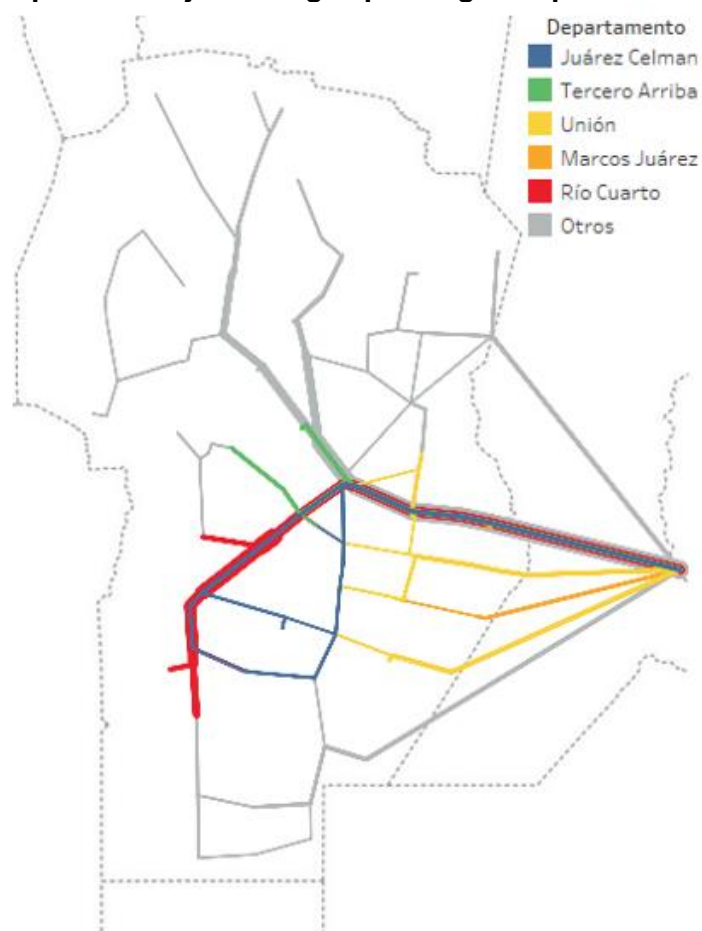 Departamento
Juárez Celman
Tercero Arriba
Unión
Marcos Juárez
Río Cuarto
Otros